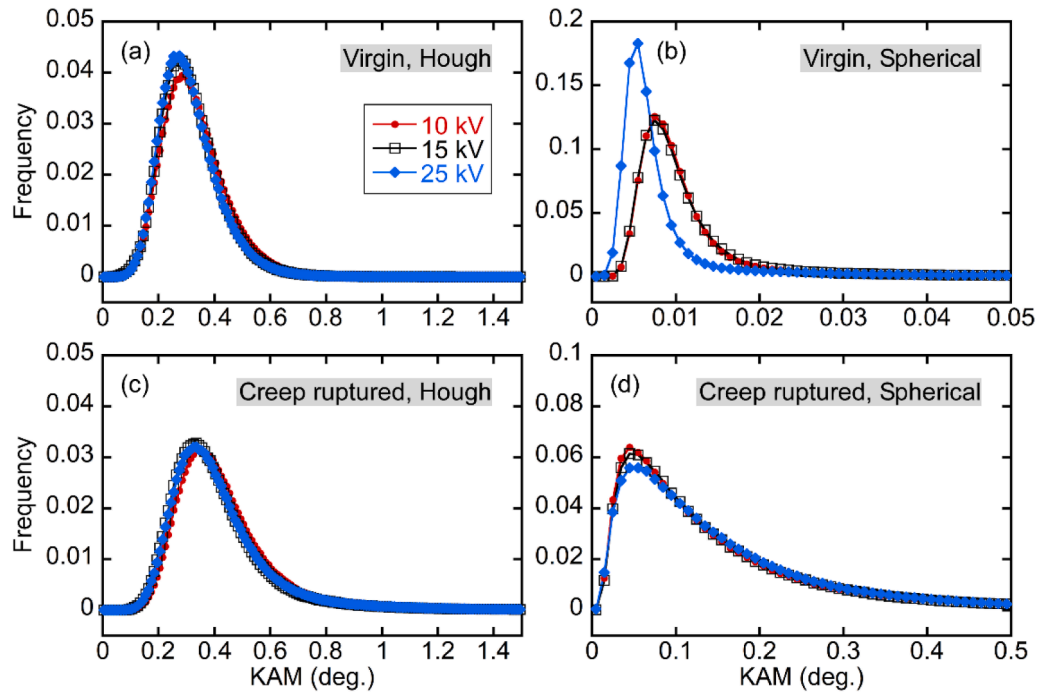 0.05
0.04
0.03
0.02
0.01
0
Frequency
(a)
Virgin, Hough
10 kV
15 kV
25 kV
0 0.2 0.4 0.6 0.8 1 1.2 1.4
0.2
0.15
0.10
0.05
0
(b)
Virgin, Spherical
0 0.01 0.02 0.03 0.04 0.05
0.05
0.04
0.03
0.02
0.01
0
Frequency
(c)
Creep ruptured, Hough
0 0.2 0.4 0.6 0.8 1 1.2 1.4
KAM (deg.)
0.1
0.08
0.06
0.04
0.02
0
(d)
Creep ruptured, Spherical
0 0.1 0.2 0.3 0.4 0.5
KAM (deg.)